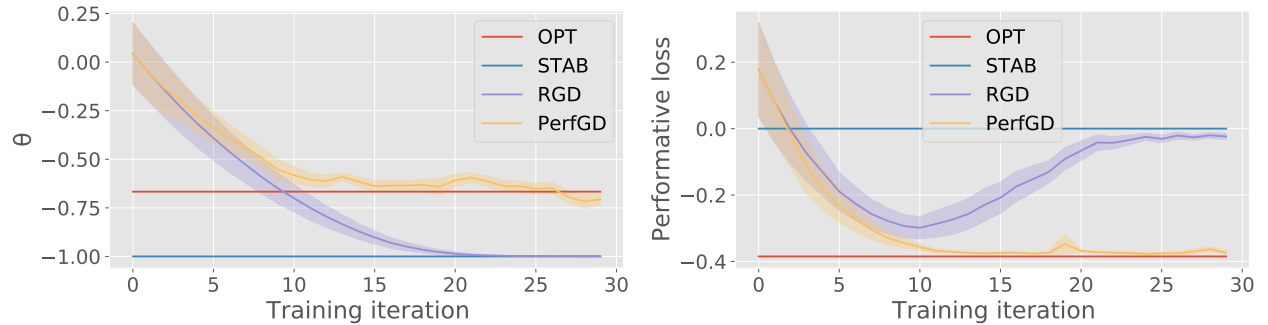 θ
0.25
0.00
−0.25
−0.50
−0.75
−1.00
0
5
10
15
20
25
30
Training iteration
OPT
STAB
RGD
PerfGD
Performative loss
0.2
0.0
−0.2
−0.4
0
5
10
15
20
25
30
Training iteration
OPT
STAB
RGD
PerfGD